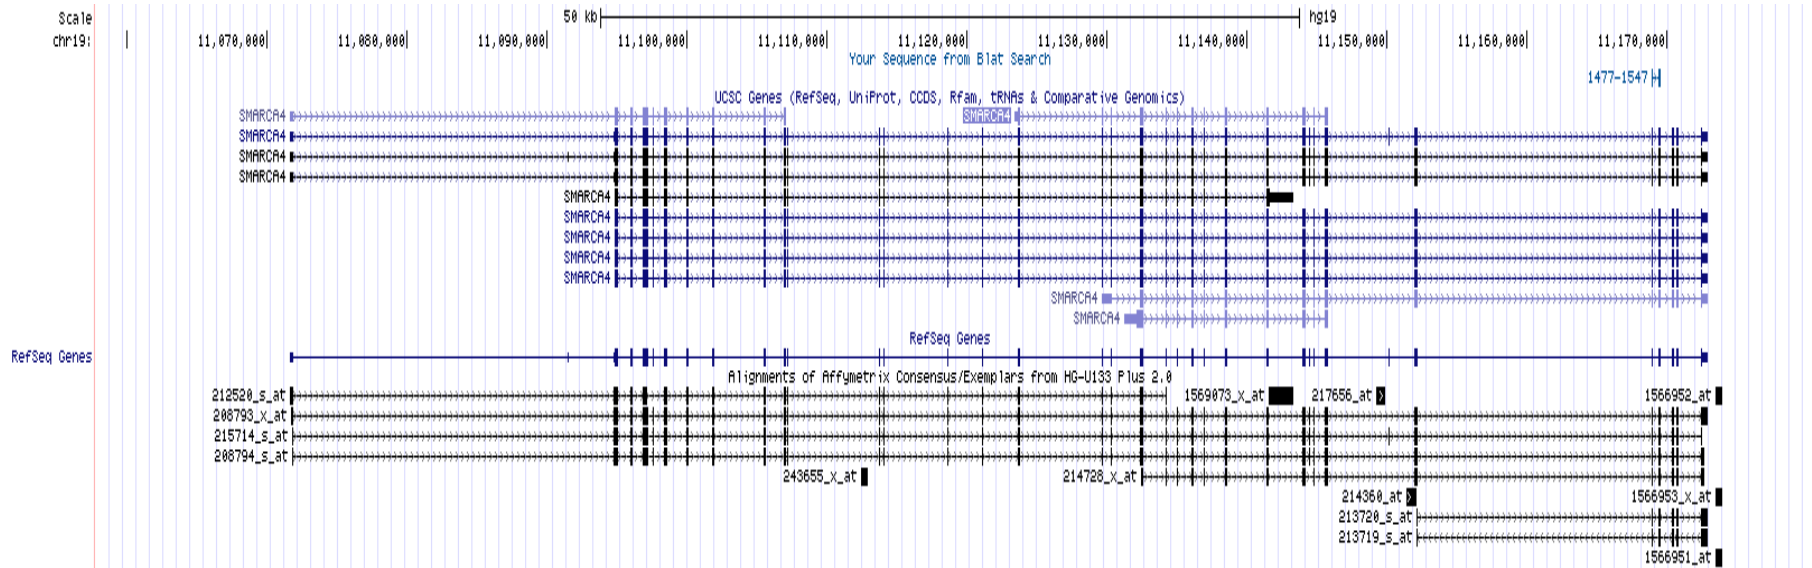 Scale 50 kb hg19
chr19: 11,070,000 11,080,000 11,090,000 11,100,000 11,110,000 11,120,000 11,130,000 11,140,000 11,150,000 11,160,000 11,170,000
Your Sequence from Blat Search
1477-1547
UCSC Genes (RefSeq, UniProt, CCDS, Rfam, tRNAs & Comparative Genomics)
SMARCA4 SMARCA4
SMARCA4
SMARCA4
SMARCA4
SMARCA4
SMARCA4
SMARCA4
SMARCA4
SMARCA4
SMARCA4
SMARCA4
RefSeq Genes
RefSeq Genes
Alignments of Affymetrix Consensus/Exemplars from HG-U133 Plus 2.0
212520_s_at 1569073_x_at 217656_at 1566952_at
208793_x_at
215714_s_at
208794_s_at
243655_x_at 214728_x_at
214360_at 1566953_x_at
213720_s_at
213719_s_at
1566951_at